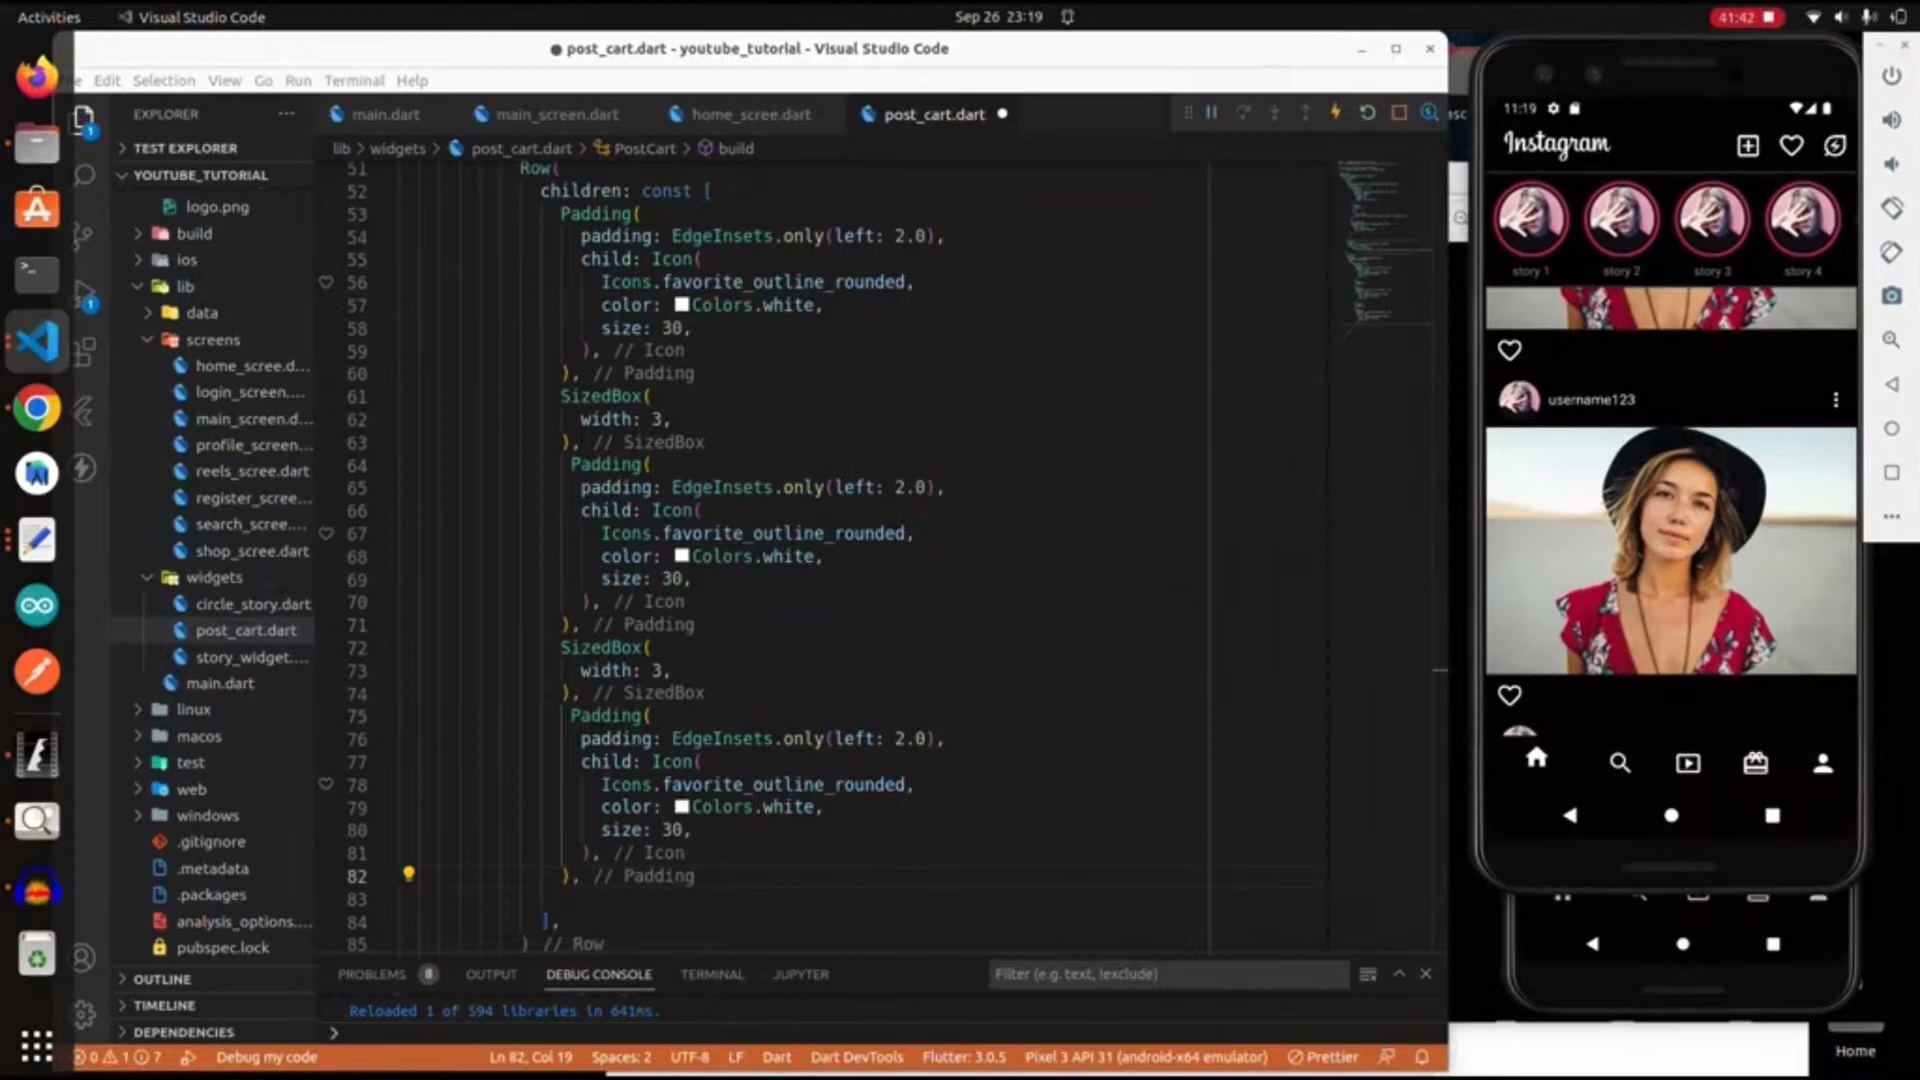 Activities
Visual Studio Code
Sep 26 23:19
41:42
post_cart.dart - youtube_tutorial - Visual Studio Code
Edit Selection View Go Run Terminal Help
EXPLORER
TEST EXPLORER
YOUTUBE_TUTORIAL
logo.png
build
ios
lib
data
screens
home_scree.d...
login_screen....
main_screen.d...
profile_screen...
reels_scree.dart
register_scree...
search_scree....
shop_scree.dart
widgets
circle_story.dart
post_cart.dart
story_widget....
main.dart
linux
macos
test
web
windows
.gitignore
.metadata
.packages
analysis_options....
pubspec.lock
OUTLINE
TIMELINE
DEPENDENCIES
main.dart
main_screen.dart
home_scree.dart
post_cart.dart
lib > widgets > post_cart.dart > PostCart > build
51 Row(
52 children: const [
53 Padding(
54 padding: EdgeInsets.only(left: 2.0),
55 child: Icon(
56 Icons.favorite_outline_rounded,
57 color: Colors.white,
58 size: 30,
59 ), // Icon
60 ), // Padding
61 SizedBox(
62 width: 3,
63 ), // SizedBox
64 Padding(
65 padding: EdgeInsets.only(left: 2.0),
66 child: Icon(
67 Icons.favorite_outline_rounded,
68 color: Colors.white,
69 size: 30,
70 ), // Icon
71 ), // Padding
72 SizedBox(
73 width: 3,
74 ), // SizedBox
75 Padding(
76 padding: EdgeInsets.only(left: 2.0),
77 child: Icon(
78 Icons.favorite_outline_rounded,
79 color: Colors.white,
80 size: 30,
81 ), // Icon
82 ), // Padding
83
84 ],
85 ) // Row
PROBLEMS 8 OUTPUT DEBUG CONSOLE TERMINAL JUPYTER
Filter (e.g. text, !exclude)
Reloaded 1 of 594 libraries in 641ms.
0 1 7 Debug my code
Ln 82, Col 19 Spaces: 2 UTF-8 LF Dart Dart DevTools Flutter: 3.0.5 Pixel 3 API 31 (android-x64 emulator) Prettier
11:19
Instagram
story 1 story 2 story 3 story 4
username123
Home